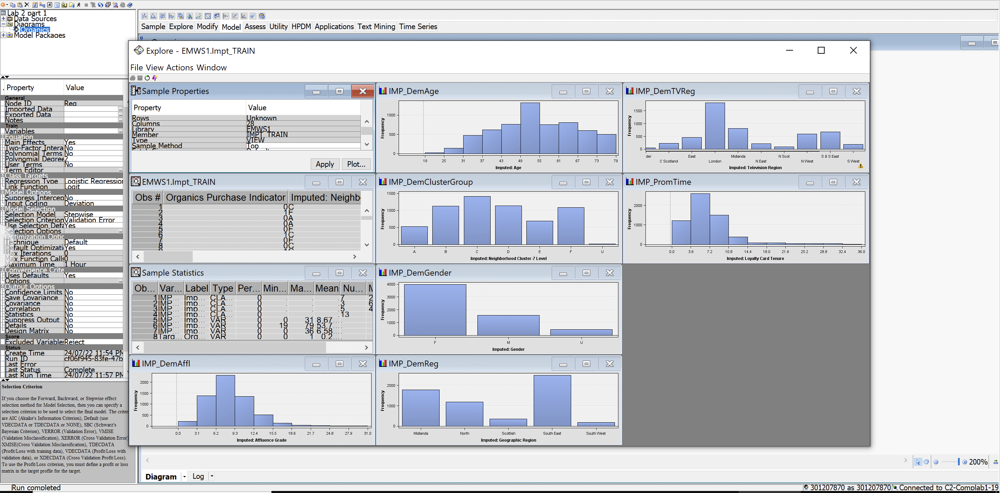 Lab 2 part 1
Data Sources
Diagrams
Organics
Model Packages
Sample Explore Modify Model Assess Utility HPDM Applications Text Mining Time Series
Property Value
General
Node ID Reg
Imported Data ...
Exported Data ...
Notes ...
Train
Variables ...
Equation
Main Effects Yes
Two-Factor Intera No
Polynomial Terms No
Polynomial Degree 2
User Terms No
Term Editor ...
Class Targets
Regression Type Logistic Regression
Link Function Logit
Model Options
Suppress Intercep No
Input Coding Deviation
Model Selection
Selection Model Stepwise
Selection Criterion Validation Error
Use Selection Defa Yes
Selection Options ...
Optimization Optic
Technique Default
Default Optimizati Yes
Max Iterations 0
Max Function Calls 0
Maximum Time 1 Hour
Convergence Crite
Uses Defaults Yes
Options ...
Output Options
Confidence Limits No
Save Covariance No
Covariance No
Correlation No
Statistics No
Suppress Output No
Details No
Design Matrix No
Score
Excluded Variables Reject
Status
Create Time 24/07/22 11:54 PM
Run ID cf06f945-83fe-47b
Last Error
Last Status Complete
Last Run Time 24/07/22 11:57 PM
Selection Criterion
If you choose the Forward, Backward, or Stepwise effect
selection method for Model Selection, then you can specify a
selection criterion to be used to select the final model. The criter
are AIC (Akaike's Information Criterion), Default (use
VDECDATA or TDECDATA or NONE), SBC (Schwarz's
Bayesian Criterion), VERROR (Validation Error), VMISE
(Validation Misclassification), XERROR (Cross Validation Error)
XMISE(Cross Validation Misclassification), TDECDATA
(Profit/Loss with training data), VDECDATA (Profit/Loss with
validation data), or XDECDATA (Cross Validation Profit/Loss).
To use the Profit/Loss criterion, you must define a profit or loss
matrix in the target profile for the target.
Explore - EMWS1.Impt_TRAIN
File View Actions Window
Sample Properties
Property Value
Rows Unknown
Columns 28
Library EMWS1
Member IMPT_TRAIN
Type VIEW
Sample Method Top
Apply Plot...
EMWS1.Impt_TRAIN
Obs # Organics Purchase Indicator Imputed: Neighb
1 0 C
2 1 F
3 0 A
4 0 A
5 0 F
6 1 C
7 0 F
8 0 C
Sample Statistics
Ob... Var... Label Type Per... Min... Ma... Mean Nu... M
1 IMP... Imp... CLA... 0 . . . 7 2
2 IMP... Imp... CLA... 0 . . . 3 6
3 IMP... Imp... CLA... 0 . . . 5 4
4 IMP... Imp... CLA... 0 . . . 13
5 IMP... Imp... VAR 0 0 31 8.67...
6 IMP... Imp... VAR 0 19 79 53.7...
7 IMP... Imp... VAR 0 0 36 6.58...
8 Targ... Org... VAR 0 0 1 0.2...
IMP_DemAffl
Frequency
2000
1500
1000
500
0
0.0 3.1 6.2 9.3 12.4 15.5 18.6 21.7 24.8 27.9 31.0
Imputed: Affluence Grade
IMP_DemAge
Frequency
1000
500
0
19 25 31 37 43 49 55 61 67 73 79
Imputed: Age
IMP_DemClusterGroup
Frequency
1500
1000
500
0
A B C D E F U
Imputed: Neighborhood Cluster-7 Level
IMP_DemGender
Frequency
4000
3000
2000
1000
0
F M U
Imputed: Gender
IMP_DemReg
Frequency
2000
1000
0
Midlands North Scottish South East South West
Imputed: Geographic Region
IMP_DemTVReg
Frequency
1500
1000
500
0
der C Scotland East London Midlands N East N Scot N West S & S East S West
Imputed: Television Region
IMP_PromTime
Frequency
2000
1000
0
0.0 3.6 7.2 10.8 14.4 18.0 21.6 25.2 28.8 32.4 36.0
Imputed: Loyalty Card Tenure
200%
Diagram Log
Run completed
301207870 as 301207870 Connected to C2-Complab1-19